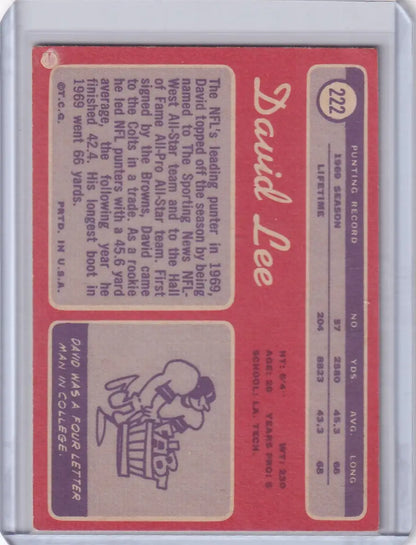 222
PUNTING RECORD
NO YDS AVG. LONG
1969 SEASON 57 2580 45.3 66
LIFETIME 204 8823 43.3 68
David Lee
HT: 6/4 WT: 230
YEARS PRO: 5
SCHOOL: LA. TECH.
The NFL's leading punter in 1969,
David topped off the season by being
named to The Sporting News NFL-
West All-Star team and to the Hall
of Fame All-Pro All-Star team. First
signed by the Browns, David came
to the Colts in a trade. As a rookie
he led NFL punters with a 45.6 yard
average, the following year he
finished 42.4. His longest boot in
1969 went 66 yards.
©T.C.G. PRTD. IN U.S.A.
DAVID WAS A FOUR LETTER
MAN IN COLLEGE.